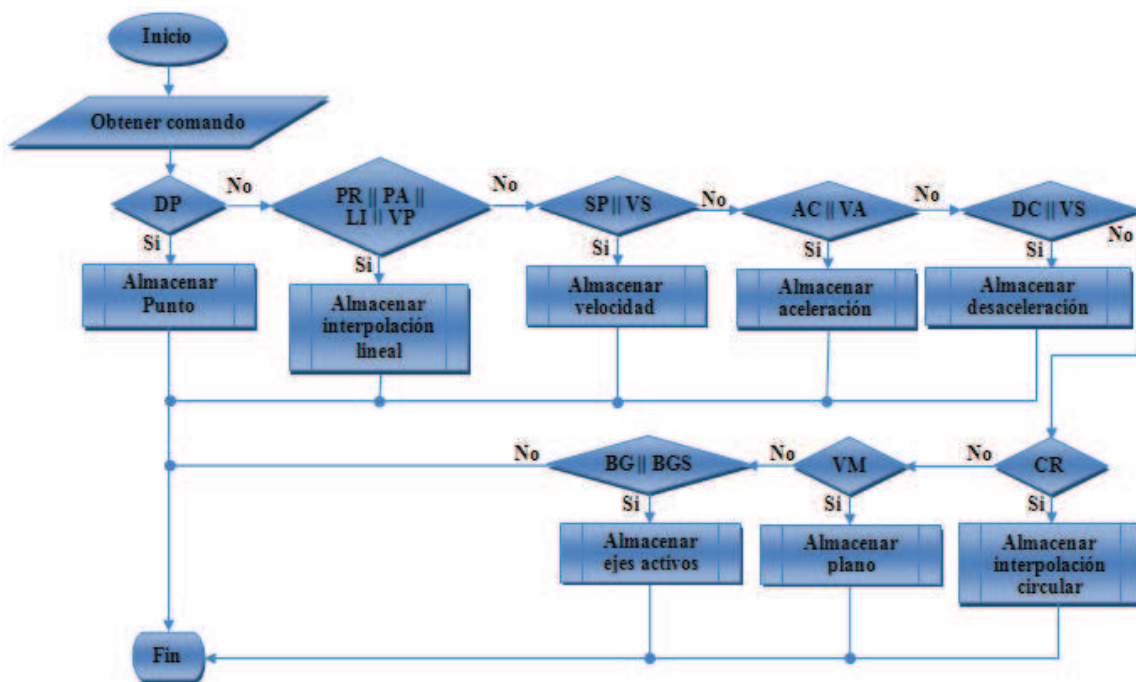 Inicio
Obtener comando
DP
No
PR || PA ||
LI || VP
No
SP || VS
No
AC || VA
No
DC || VS
No
Si
Si
Si
Si
Si
Almacenar
Punto
Almacenar
interpolación
lineal
Almacenar
velocidad
Almacenar
aceleración
Almacenar
desaceleración
No
BG || BGS
No
VM
No
CR
Si
Si
Si
Almacenar
ejes activos
Almacenar
plano
Almacenar
interpolación
circular
Fin